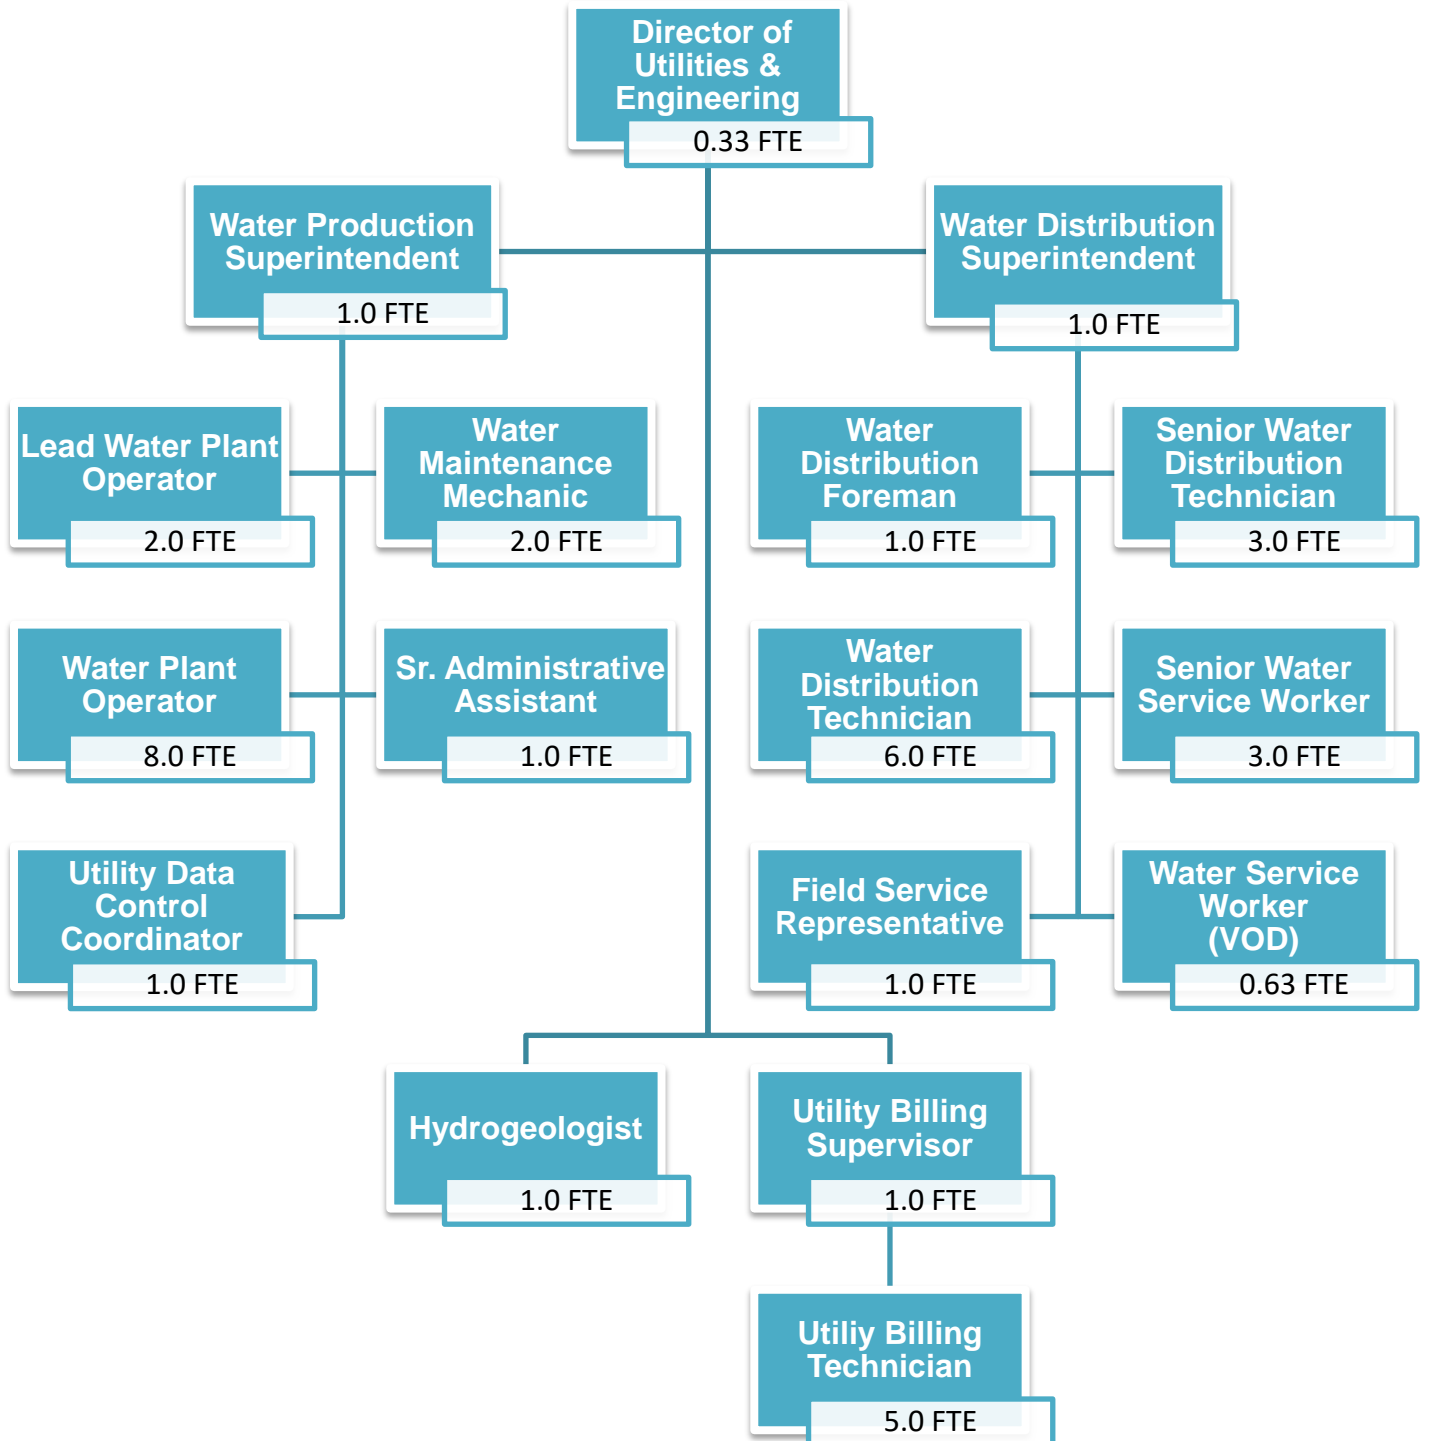 Director of
Utilities &
Engineering
0.33 FTE
Water Production
Superintendent
1.0 FTE
Water Distribution
Superintendent
1.0 FTE
Lead Water Plant
Operator
2.0 FTE
Water
Maintenance
Mechanic
2.0 FTE
Water
Distribution
Foreman
1.0 FTE
Senior Water
Distribution
Technician
3.0 FTE
Water Plant
Operator
8.0 FTE
Sr. Administrative
Assistant
1.0 FTE
Water
Distribution
Technician
6.0 FTE
Senior Water
Service Worker
3.0 FTE
Utility Data
Control
Coordinator
1.0 FTE
Field Service
Representative
1.0 FTE
Water Service
Worker
(VOD)
0.63 FTE
Hydrogeologist
1.0 FTE
Utility Billing
Supervisor
1.0 FTE
Utiliy Billing
Technician
5.0 FTE